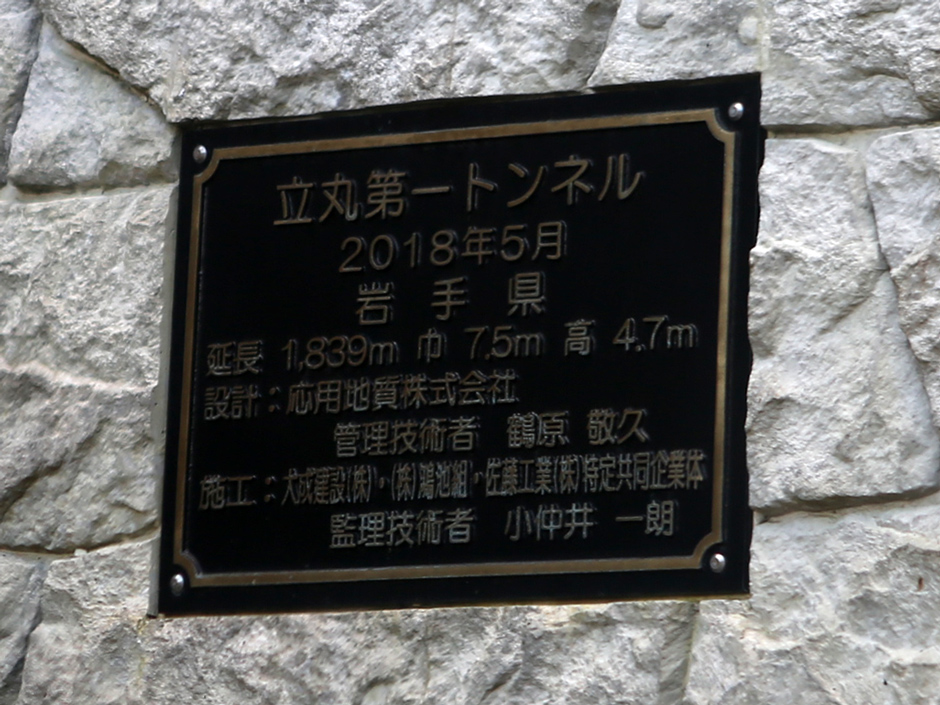 立丸第一トンネル
2018年5月
岩 手 県
延長 1,839m 巾 7.5m 高 4.7m
設計：応用地質株式会社
管理技術者 鶴原 敬久
施工：大成建設(株)・(株)鴻池組・佐藤工業(株)特定共同企業体
監理技術者 小仲井 一朗